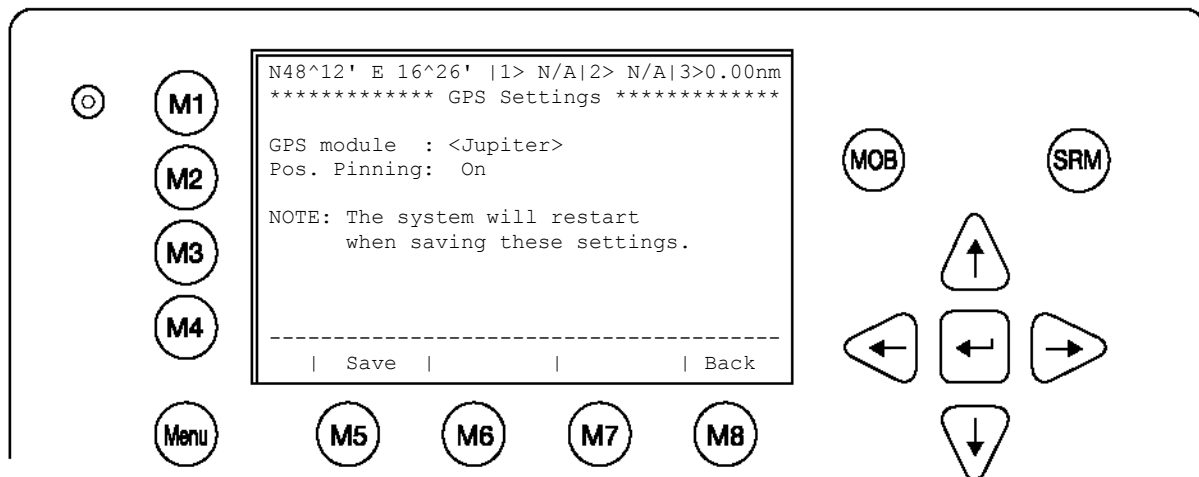 N48^12' E 16^26' |1> N/A|2> N/A|3>0.00nm
************* GPS Settings *************
GPS module  : <Jupiter>
Pos. Pinning:  On
NOTE: The system will restart
      when saving these settings.
----------------------------------------
   |  Save  |         |         | Back
M1
M2
M3
M4
Menu
M5
M6
M7
M8
MOB
SRM